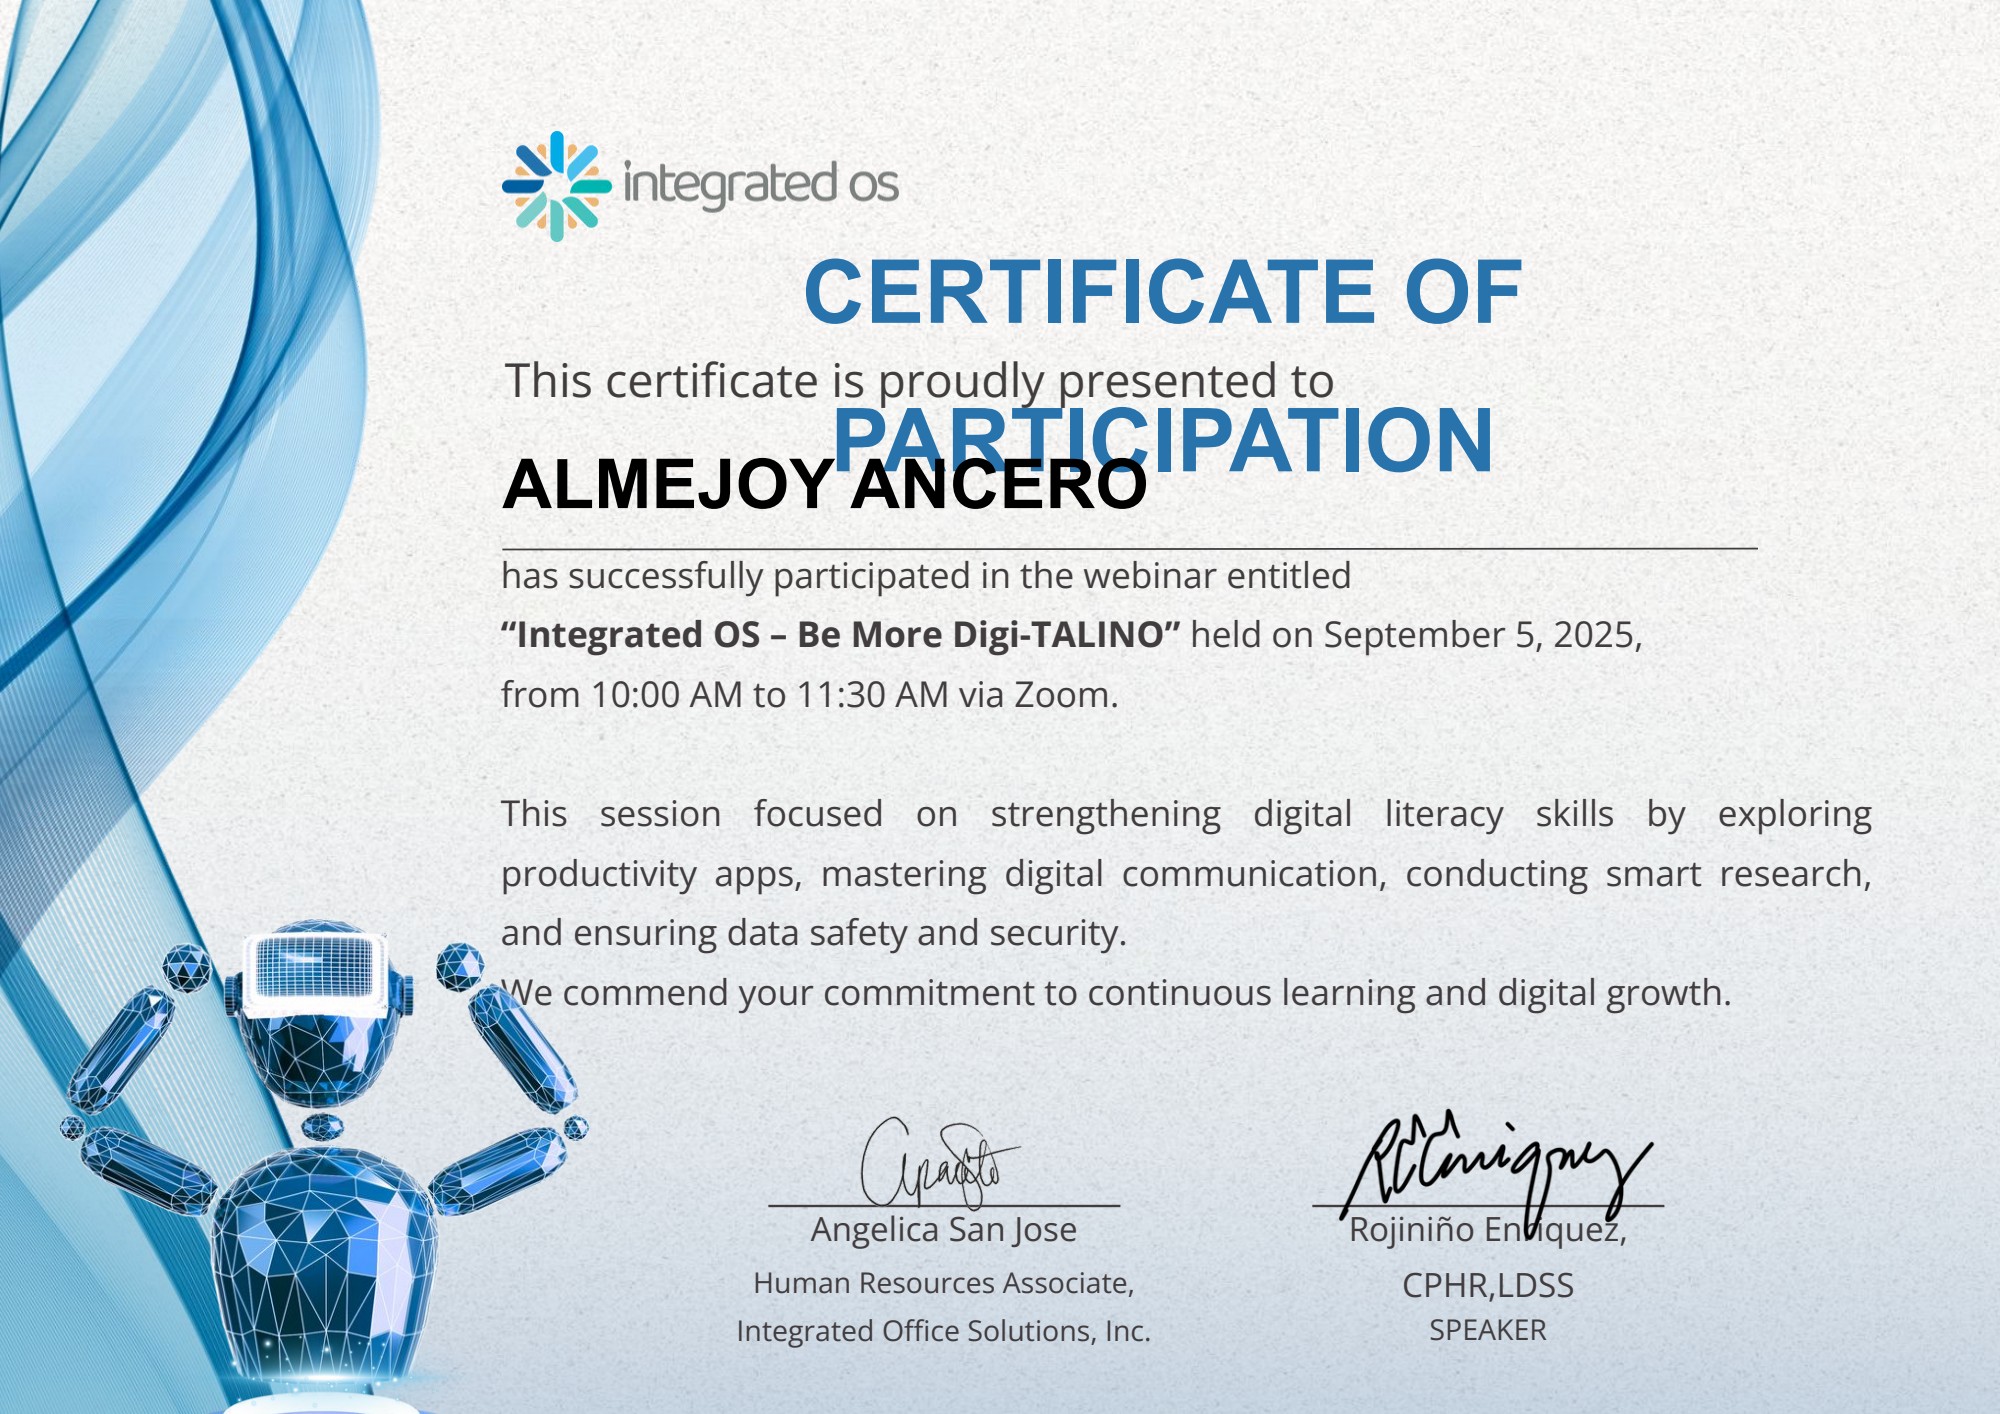 integrated os
CERTIFICATE OF
This certificate is proudly presented to
PARTICIPATION
ALMEJOY ANCERO
has successfully participated in the webinar entitled
“Integrated OS – Be More Digi-TALINO” held on September 5, 2025,
from 10:00 AM to 11:30 AM via Zoom.
This session focused on strengthening digital literacy skills by exploring
productivity apps, mastering digital communication, conducting smart research,
and ensuring data safety and security.
We commend your commitment to continuous learning and digital growth.
Angelica San Jose
Human Resources Associate,
Integrated Office Solutions, Inc.
Rojiniño Enriquez,
CPHR,LDSS
SPEAKER